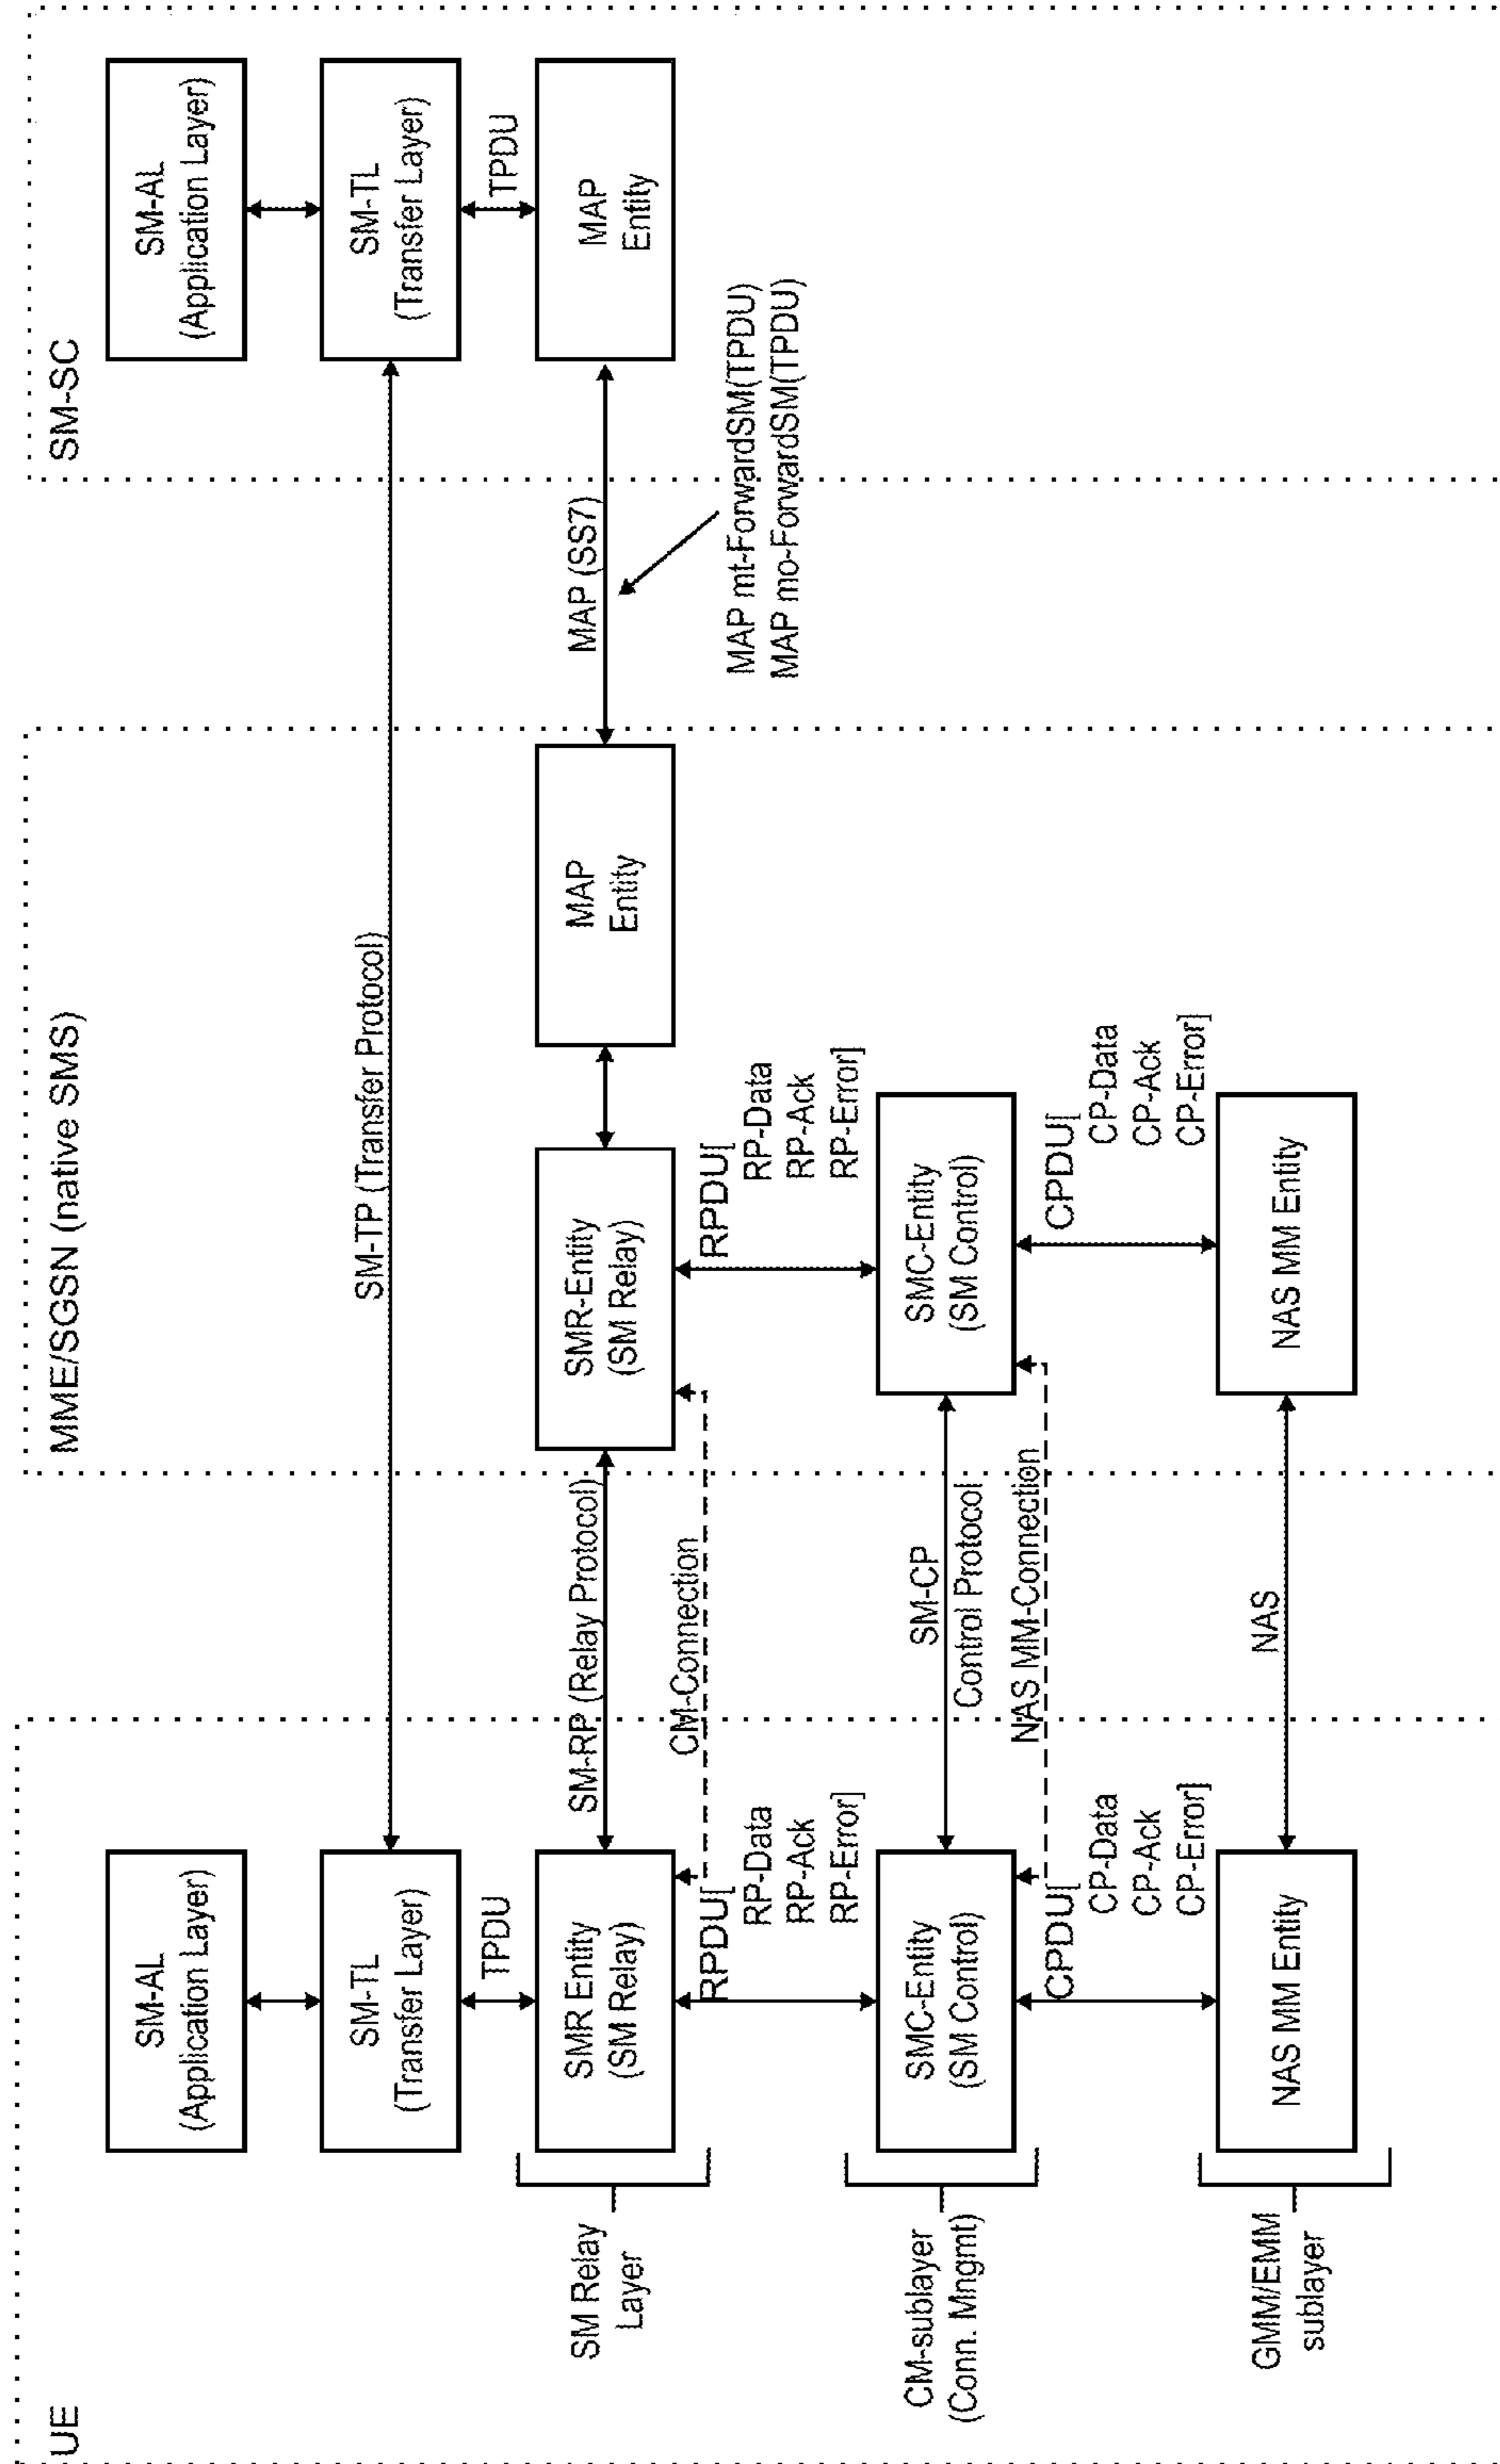 UE
SM-AL
(Application Layer)
SM-TL
(Transfer Layer)
TPDU
SMR Entity
(SM Relay)
SM Relay
Layer
RPDU[
RP-Data
RP-Ack
RP-Error]
SMC-Entity
(SM Control)
CM-sublayer
(Conn. Mngmt)
CPDU[
CP-Data
CP-Ack
CP-Error]
NAS MM Entity
GMM/EMM
sublayer
SM-TP (Transfer Protocol)
SM-RP (Relay Protocol)
CM-Connection
SM-CP
Control Protocol
NAS MM-Connection
NAS
MME/SGSN (native SMS)
SMR-Entity
(SM Relay)
MAP
Entity
RPDU[
RP-Data
RP-Ack
RP-Error]
SMC-Entity
(SM Control)
CPDU[
CP-Data
CP-Ack
CP-Error]
NAS MM Entity
MAP (SS7)
MAP mt-ForwardSM(TPDU)
MAP mo-ForwardSM(TPDU)
SM-SC
SM-AL
(Application Layer)
SM-TL
(Transfer Layer)
TPDU
MAP
Entity